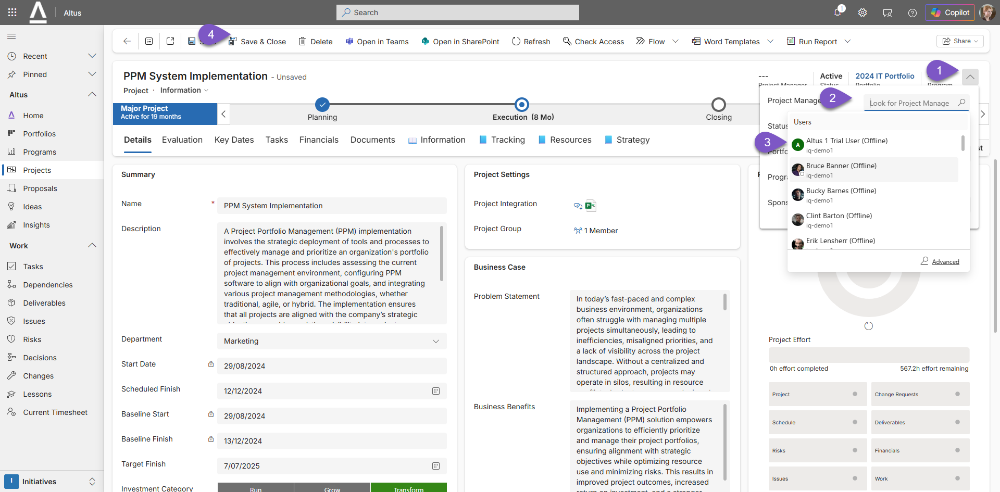 Altus
Search
1
Copilot
4
Save & Close
Delete
Open in Teams
Open in SharePoint
Refresh
Check Access
Flow
Word Templates
Run Report
Share
Recent
Pinned
Altus
Home
Portfolios
Programs
Projects
Proposals
Ideas
Insights
Work
Tasks
Dependencies
Deliverables
Issues
Risks
Decisions
Changes
Lessons
Current Timesheet
I Initiatives
PPM System Implementation - Unsaved
Project · Information
---
Project Manager
Active
Status
2024 IT Portfolio
Portfolio
Program
1
Major Project
Active for 19 months
Planning
Execution (8 Mo)
Closing
Details
Evaluation
Key Dates
Tasks
Financials
Documents
Information
Tracking
Resources
Strategy
2
Look for Project Manage
Users
3
A
Altus 1 Trial User (Offline)
iq-demo1
Bruce Banner (Offline)
iq-demo1
Bucky Barnes (Offline)
iq-demo1
Clint Barton (Offline)
iq-demo1
Erik Lensherr (Offline)
Advanced
Summary
Name *
PPM System Implementation
Description
A Project Portfolio Management (PPM) implementation
involves the strategic deployment of tools and processes to
effectively manage and prioritize an organization's portfolio
of projects. This process includes assessing the current
project management environment, configuring PPM
software to align with organizational goals, and integrating
various project management methodologies, whether
traditional, agile, or hybrid. The implementation ensures
that all projects are aligned with the company's strategic
Department
Marketing
Start Date
29/08/2024
Scheduled Finish
12/12/2024
Baseline Start
29/08/2024
Baseline Finish
13/12/2024
Target Finish
7/07/2025
Investment Category
Run
Grow
Transform
Project Settings
Project Integration
P
Project Group
1 Member
Business Case
Problem Statement
In today's fast-paced and complex
business environment, organizations
often struggle with managing multiple
projects simultaneously, leading to
inefficiencies, misaligned priorities, and
a lack of visibility across the project
landscape. Without a centralized and
structured approach, projects may
operate in silos, resulting in resource
Business Benefits
Implementing a Project Portfolio
Management (PPM) solution empowers
organizations to efficiently prioritize
and manage their project portfolios,
ensuring alignment with strategic
objectives while optimizing resource
use and minimizing risks. This results in
improved project outcomes, increased
Project Effort
0h effort completed
567.2h effort remaining
Project
Change Requests
Schedule
Deliverables
Risks
Financials
Issues
Work